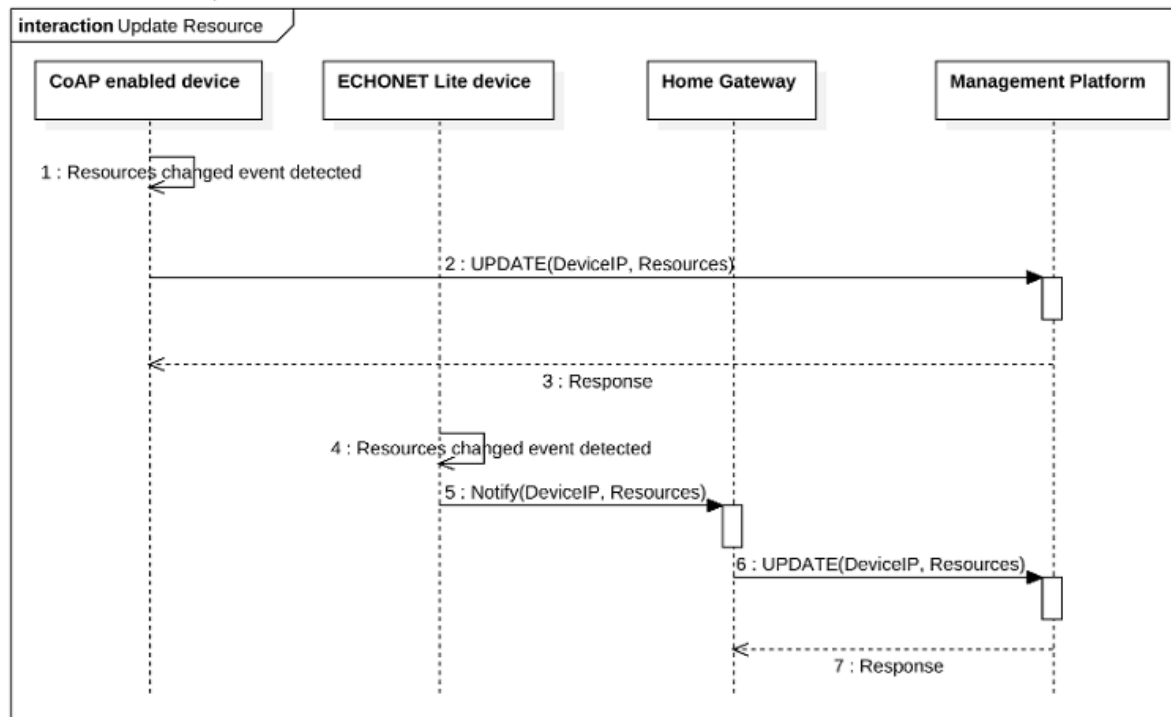 interaction Update Resource
CoAP enabled device
ECHONET Lite device
Home Gateway
Management Platform
1 : Resources changed event detected
2 : UPDATE(DeviceIP, Resources)
3 : Response
4 : Resources changed event detected
5 : Notify(DeviceIP, Resources)
6 : UPDATE(DeviceIP, Resources)
7 : Response